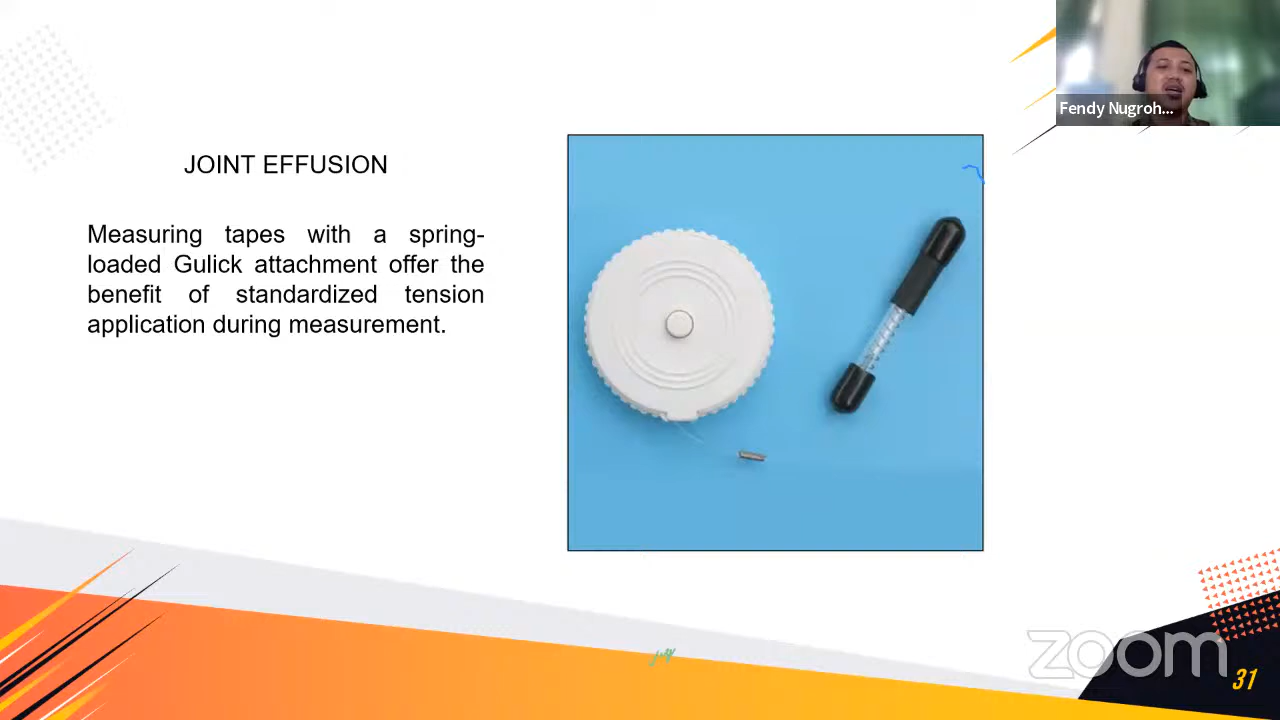 Fendy Nugroh...
JOINT EFFUSION
Measuring tapes with a spring-
loaded Gulick attachment offer the
benefit of standardized tension
application during measurement.
zoom
31